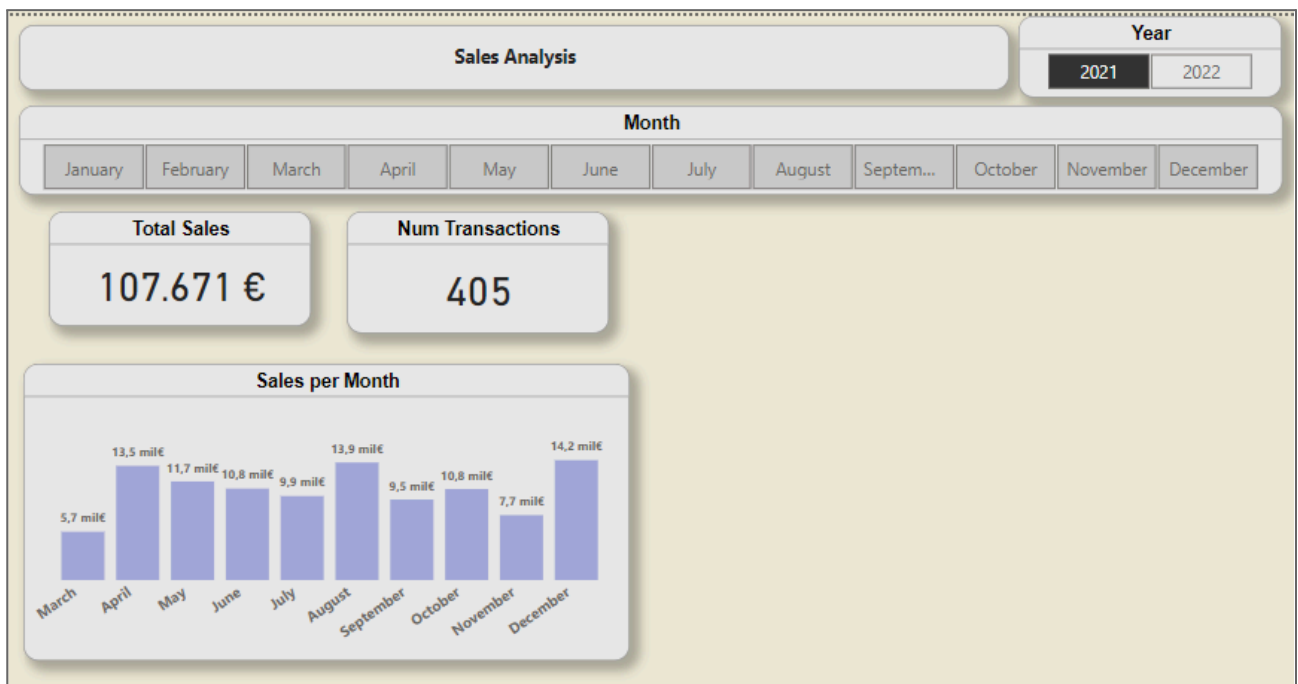 Sales Analysis
Year
2021 2022
Month
January February March April May June July August Septem... October November December
Total Sales
107.671 €
Num Transactions
405
Sales per Month
5,7 mil€
13,5 mil€
11,7 mil€
10,8 mil€
9,9 mil€
13,9 mil€
9,5 mil€
10,8 mil€
7,7 mil€
14,2 mil€
March
April
May
June
July
August
September
October
November
December